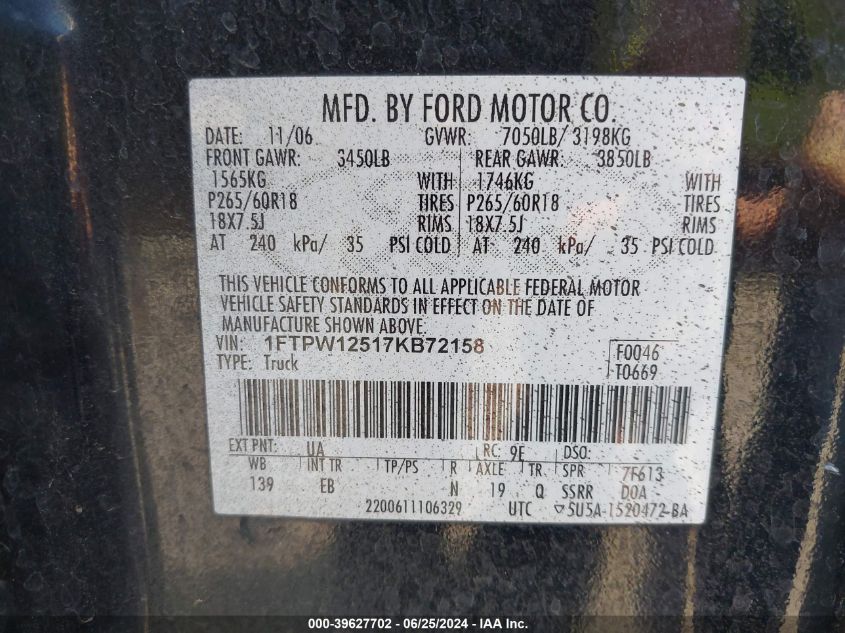 MFD. BY FORD MOTOR CO.
DATE: 11/06 GVWR: 7050LB/ 3198KG
FRONT GAWR: 3450LB REAR GAWR: 3850LB
1565KG WITH 1746KG WITH
P265/60R18 TIRES P265/60R18 TIRES
18X7.5J RIMS 18X7.5J RIMS
AT 240 kPa/ 35 PSI COLD AT 240 kPa/ 35 PSI COLD
THIS VEHICLE CONFORMS TO ALL APPLICABLE FEDERAL MOTOR
VEHICLE SAFETY STANDARDS IN EFFECT ON THE DATE OF
MANUFACTURE SHOWN ABOVE.
VIN: 1FTPW12517KB72158
TYPE: Truck
F0046
T0669
EXT PNT: UA RC: 9E DSO:
WB INT TR TP/PS R AXLE TR SPR 7F613
139 EB N 19 Q SSRR DOA
2200611106329 UTC ▽5U5A-1520472-BA
000-39627702 - 06/25/2024 - IAA Inc.